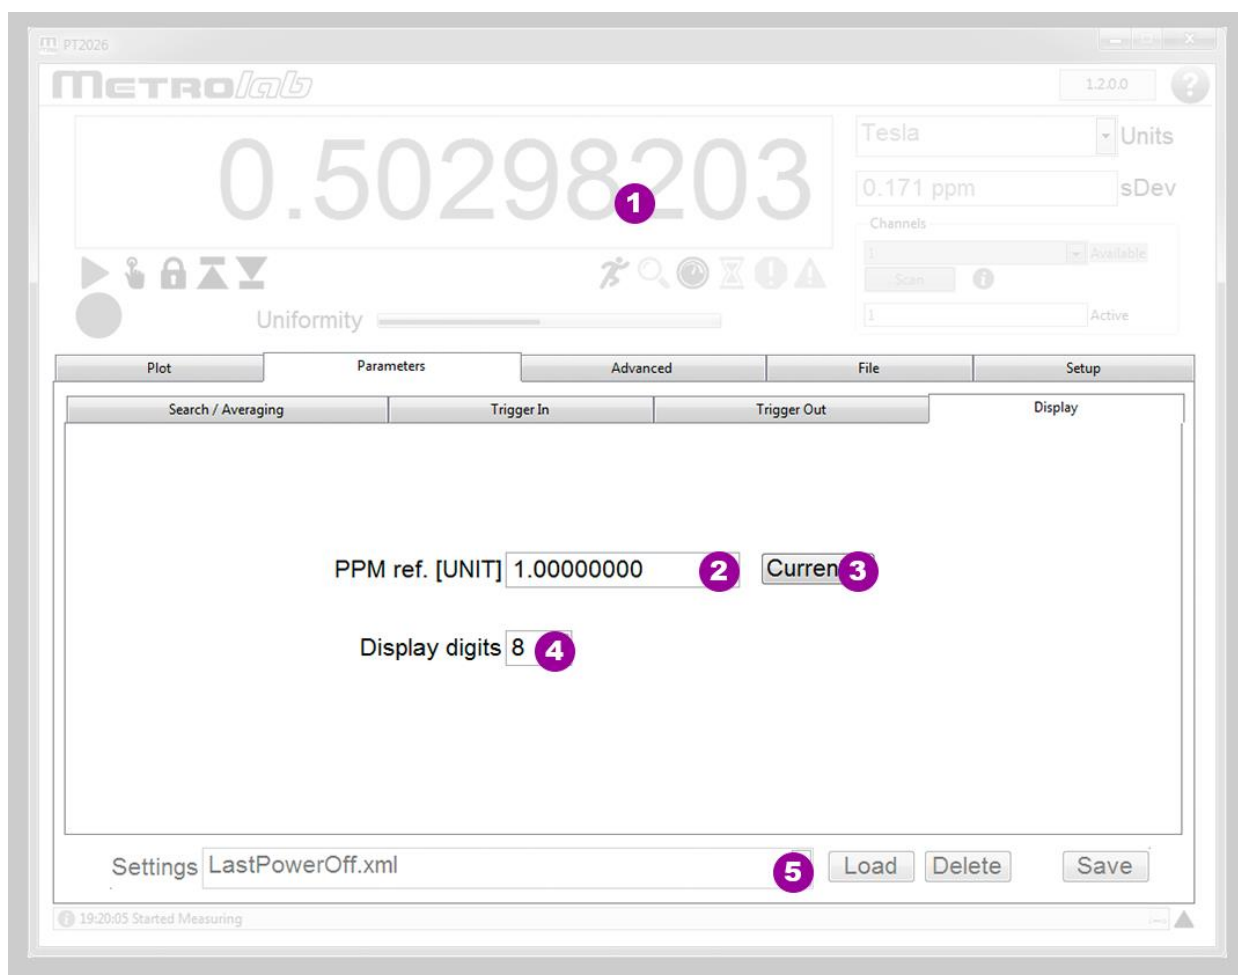 PT2026
METROlab
1.2.0.0
?
0.50298203
1
Tesla
Units
0.171 ppm
sDev
Channels
1
Available
Scan
1
Active
Uniformity
Plot
Parameters
Advanced
File
Setup
Search / Averaging
Trigger In
Trigger Out
Display
PPM ref. [UNIT] 1.00000000
2
Curren
3
Display digits 8
4
Settings LastPowerOff.xml
5
Load
Delete
Save
19:20:05 Started Measuring